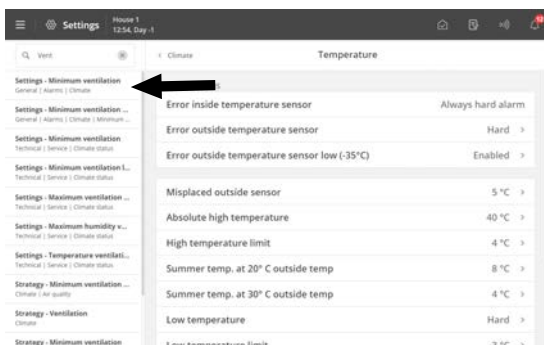 Settings
House 1
12:54, Day -1
12
Vent
Settings - Minimum ventilation
General | Alarms | Climate
Settings - Minimum ventilation ...
General | Alarms | Climate | Minimum ...
Settings - Minimum ventilation
Technical | Service | Climate status
Settings - Minimum ventilation l...
Technical | Service | Climate status
Settings - Maximum ventilation ...
Technical | Service | Climate status
Settings - Maximum humidity v...
Technical | Service | Climate status
Settings - Temperature ventilati...
Technical | Service | Climate status
Strategy - Minimum ventilation ...
Climate | Air quality
Strategy - Ventilation
Climate
Strategy - Minimum ventilation
< Climate
Temperature
Error inside temperature sensor Always hard alarm
Error outside temperature sensor Hard >
Error outside temperature sensor low (-35°C) Enabled >
Misplaced outside sensor 5 °C >
Absolute high temperature 40 °C >
High temperature limit 4 °C >
Summer temp. at 20° C outside temp 8 °C >
Summer temp. at 30° C outside temp 4 °C >
Low temperature Hard >
Low temperature limit °C >